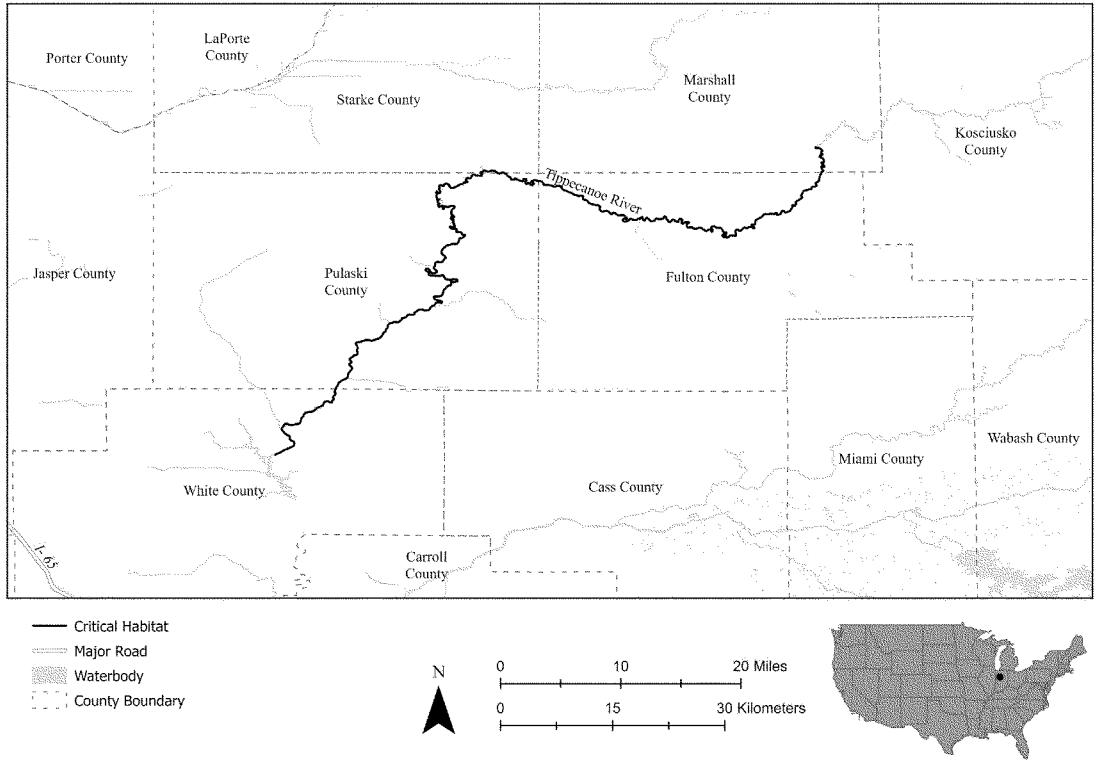 LaPorte
County
Porter County
Starke County
Marshall
County
Kosciusko
County
Tippecanoe River
Jasper County
Pulaski
County
Fulton County
Wabash County
Miami County
White County
Cass County
Carroll
County
I-65
Critical Habitat
Major Road
Waterbody
County Boundary
N
0 10 20 Miles
0 15 30 Kilometers